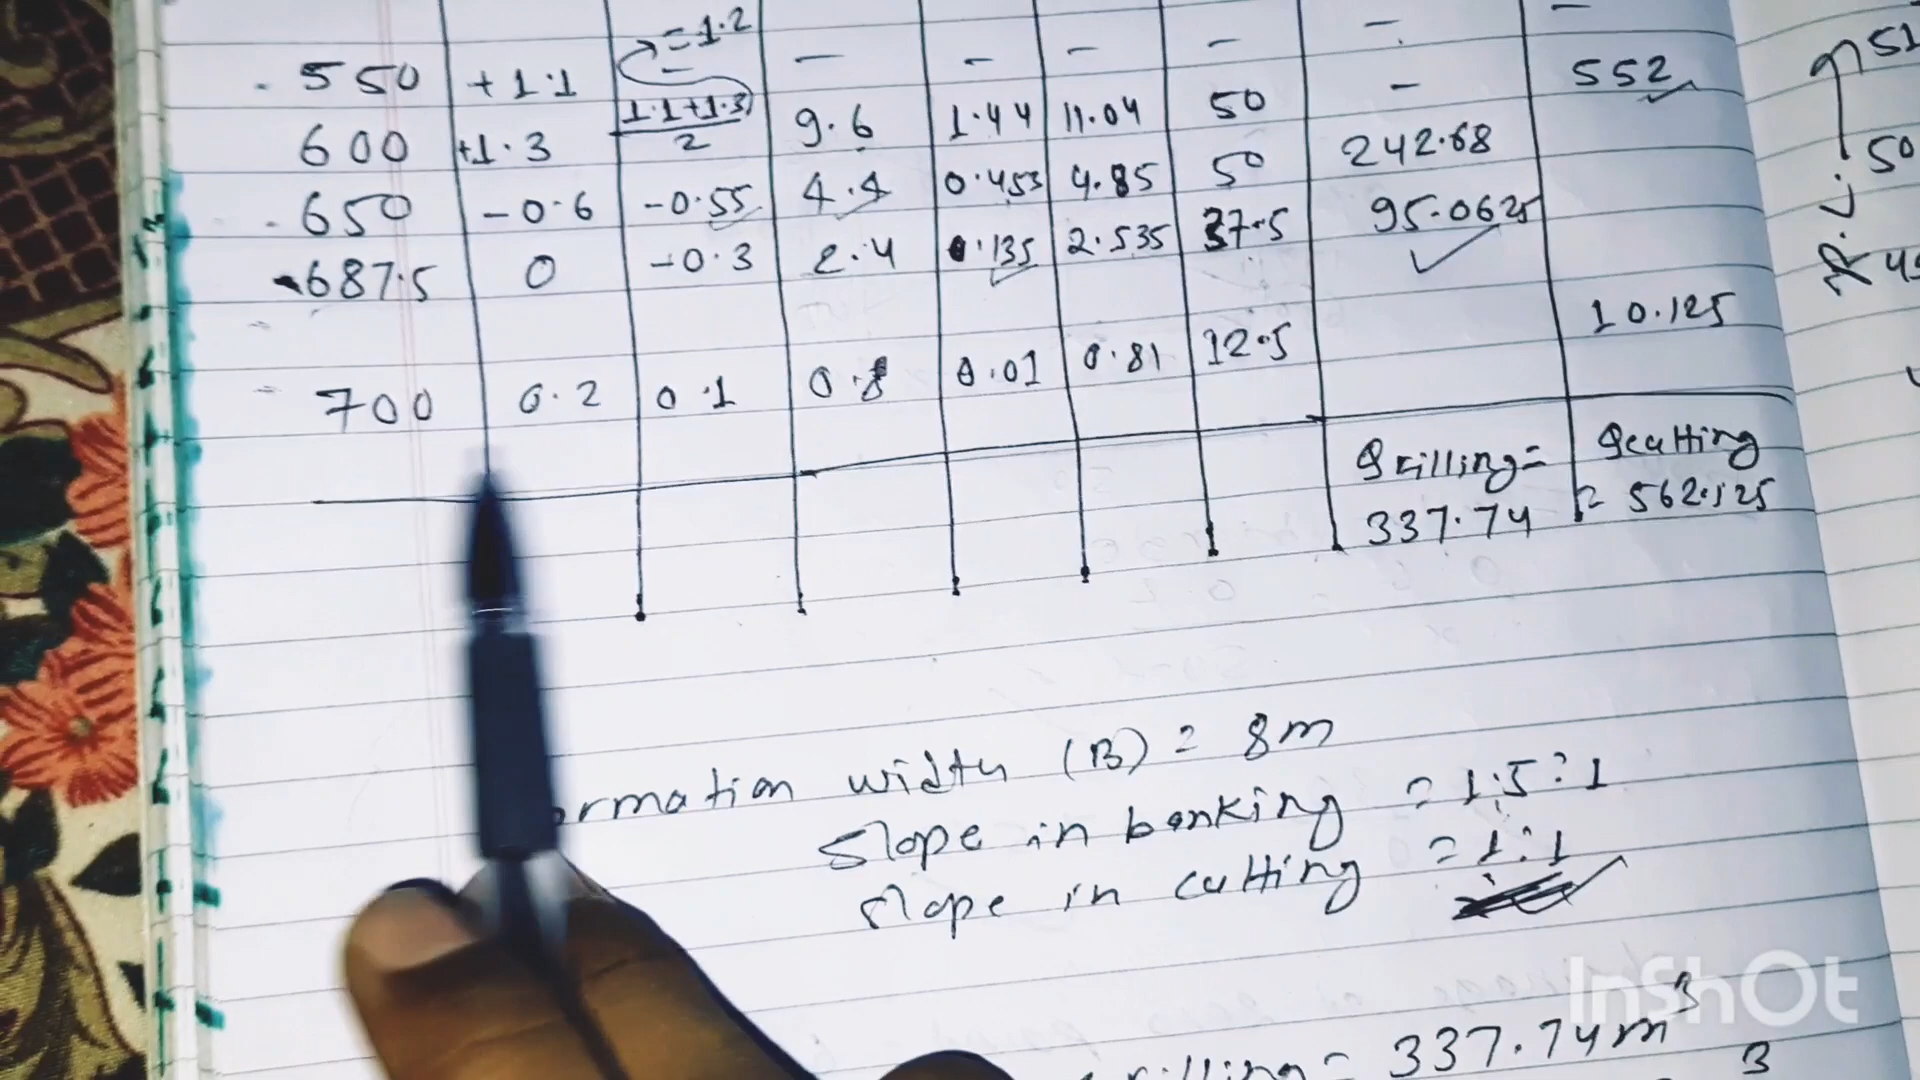 = 1.2
550 +1.1 – – – – – – –
600 +1.3 1.1+1.3/2 9.6 1.44 11.04 50 – 552
650 -0.6 -0.55 4.4 0.453 4.85 50 242.68
687.5 0 -0.3 2.4 0.135 2.535 37.5 95.0625
700 0.2 0.1 0.8 0.01 0.81 12.5 10.125
337.74 = 562.125
ormation width (B) = 8m
slope in banking = 1.5:1
slope in cutting = 1:1
= 337.74m3
3
51
50
InShOt